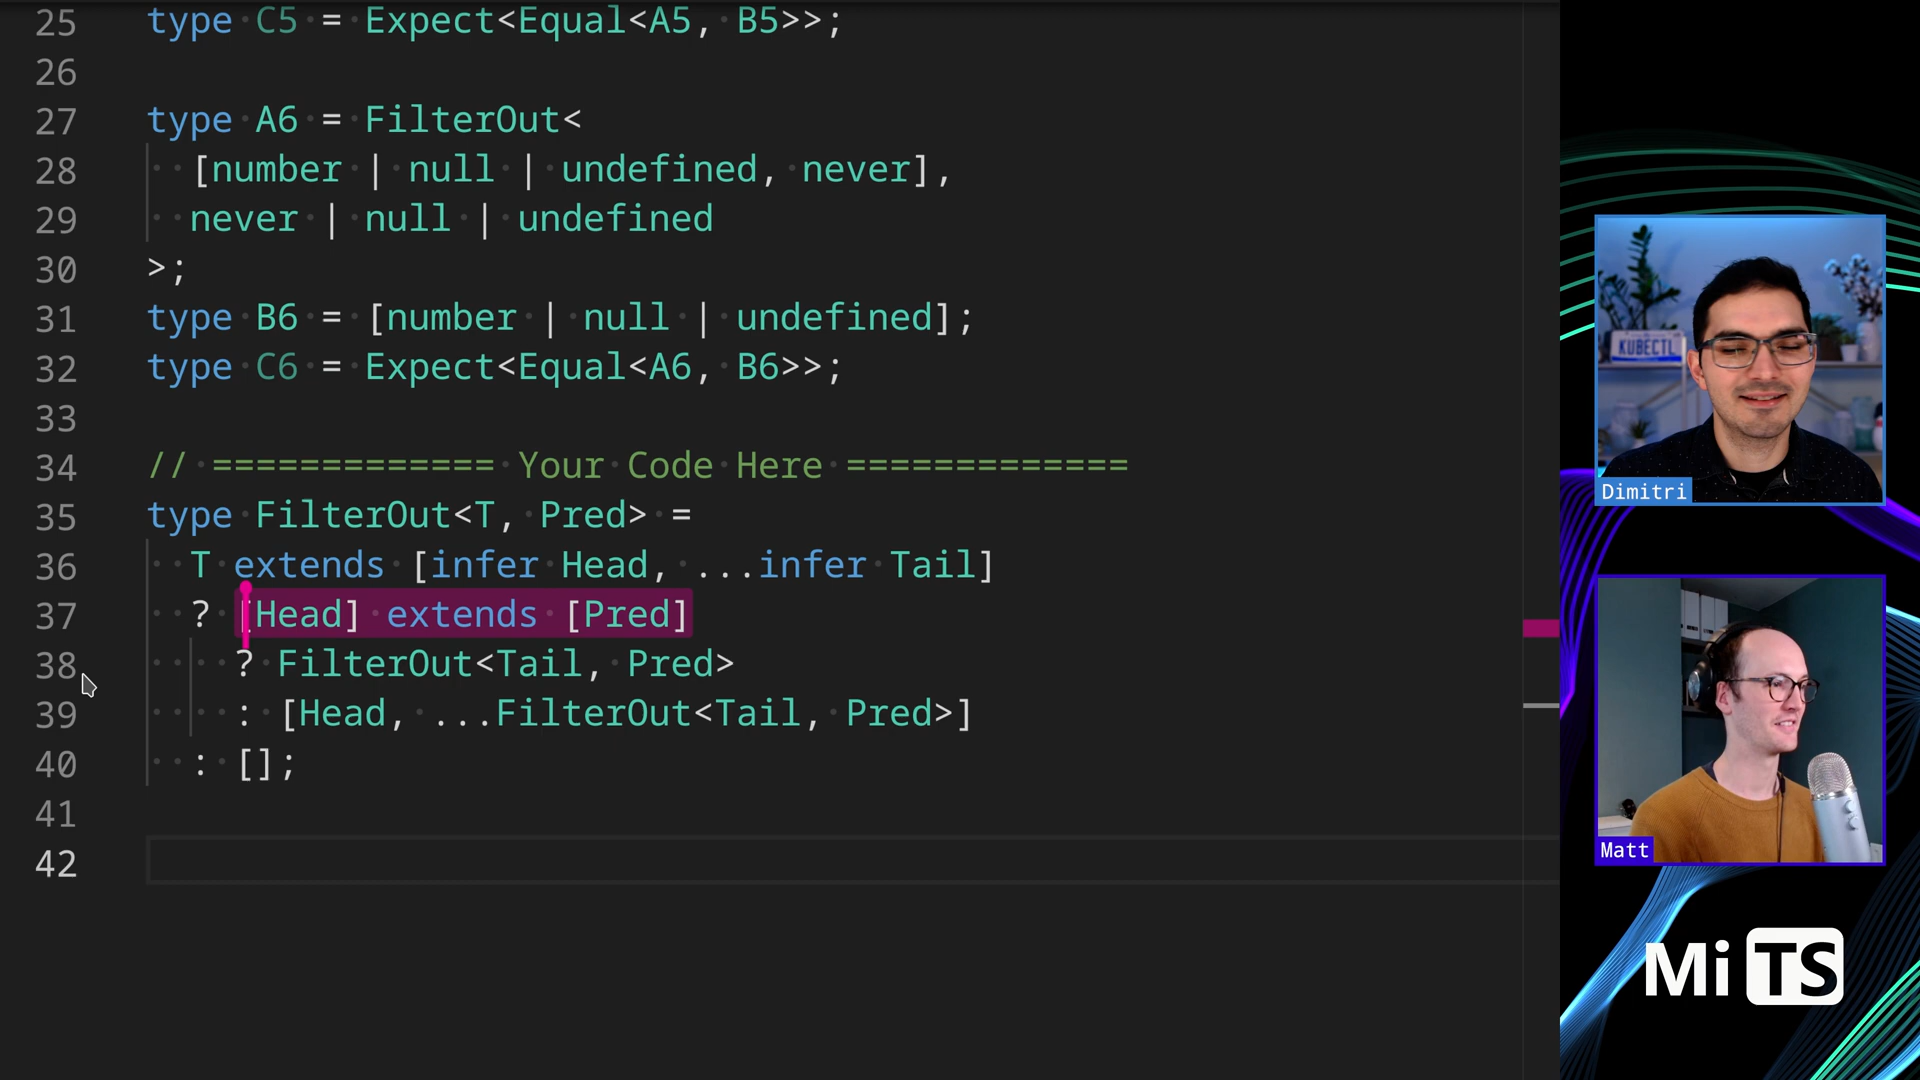 25 type C5 = Expect<Equal<A5, B5>>;
26
27 type A6 = FilterOut<
28 [number | null | undefined, never],
29 never | null | undefined
30 >;
31 type B6 = [number | null | undefined];
32 type C6 = Expect<Equal<A6, B6>>;
33
34 // ============= Your Code Here =============
35 type FilterOut<T, Pred> =
36 T extends [infer Head, ...infer Tail]
37 ? [Head] extends [Pred]
38 ? FilterOut<Tail, Pred>
39 : [Head, ...FilterOut<Tail, Pred>]
40 : [];
41
42
KUBECTL
Dimitri
Matt
MiTS